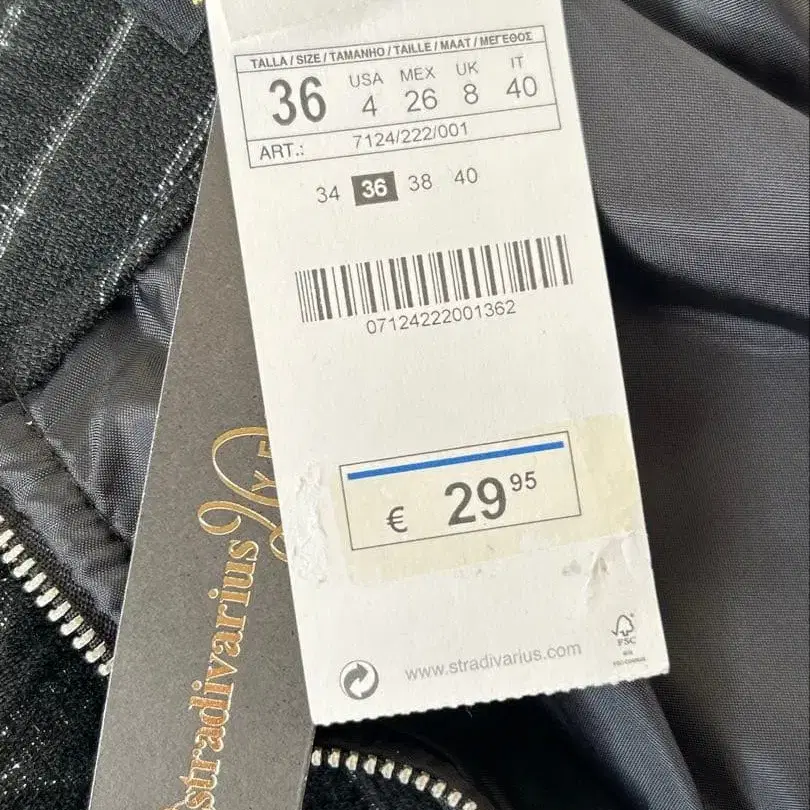 TALLA / SIZE / TAMANHO / TAILLE / MAAT / ΜΕΓΕΘΟΣ
36 USA 4 MEX 26 UK 8 IT 40
ART.: 7124/222/001
34 36 38 40
07124222001362
€ 29 95
www.stradivarius.com
FSC
stradivarius